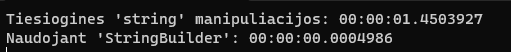 Tiesiogines 'string' manipuliacijos: 00:00:01.4503927
Naudojant 'StringBuilder': 00:00:00.0004986